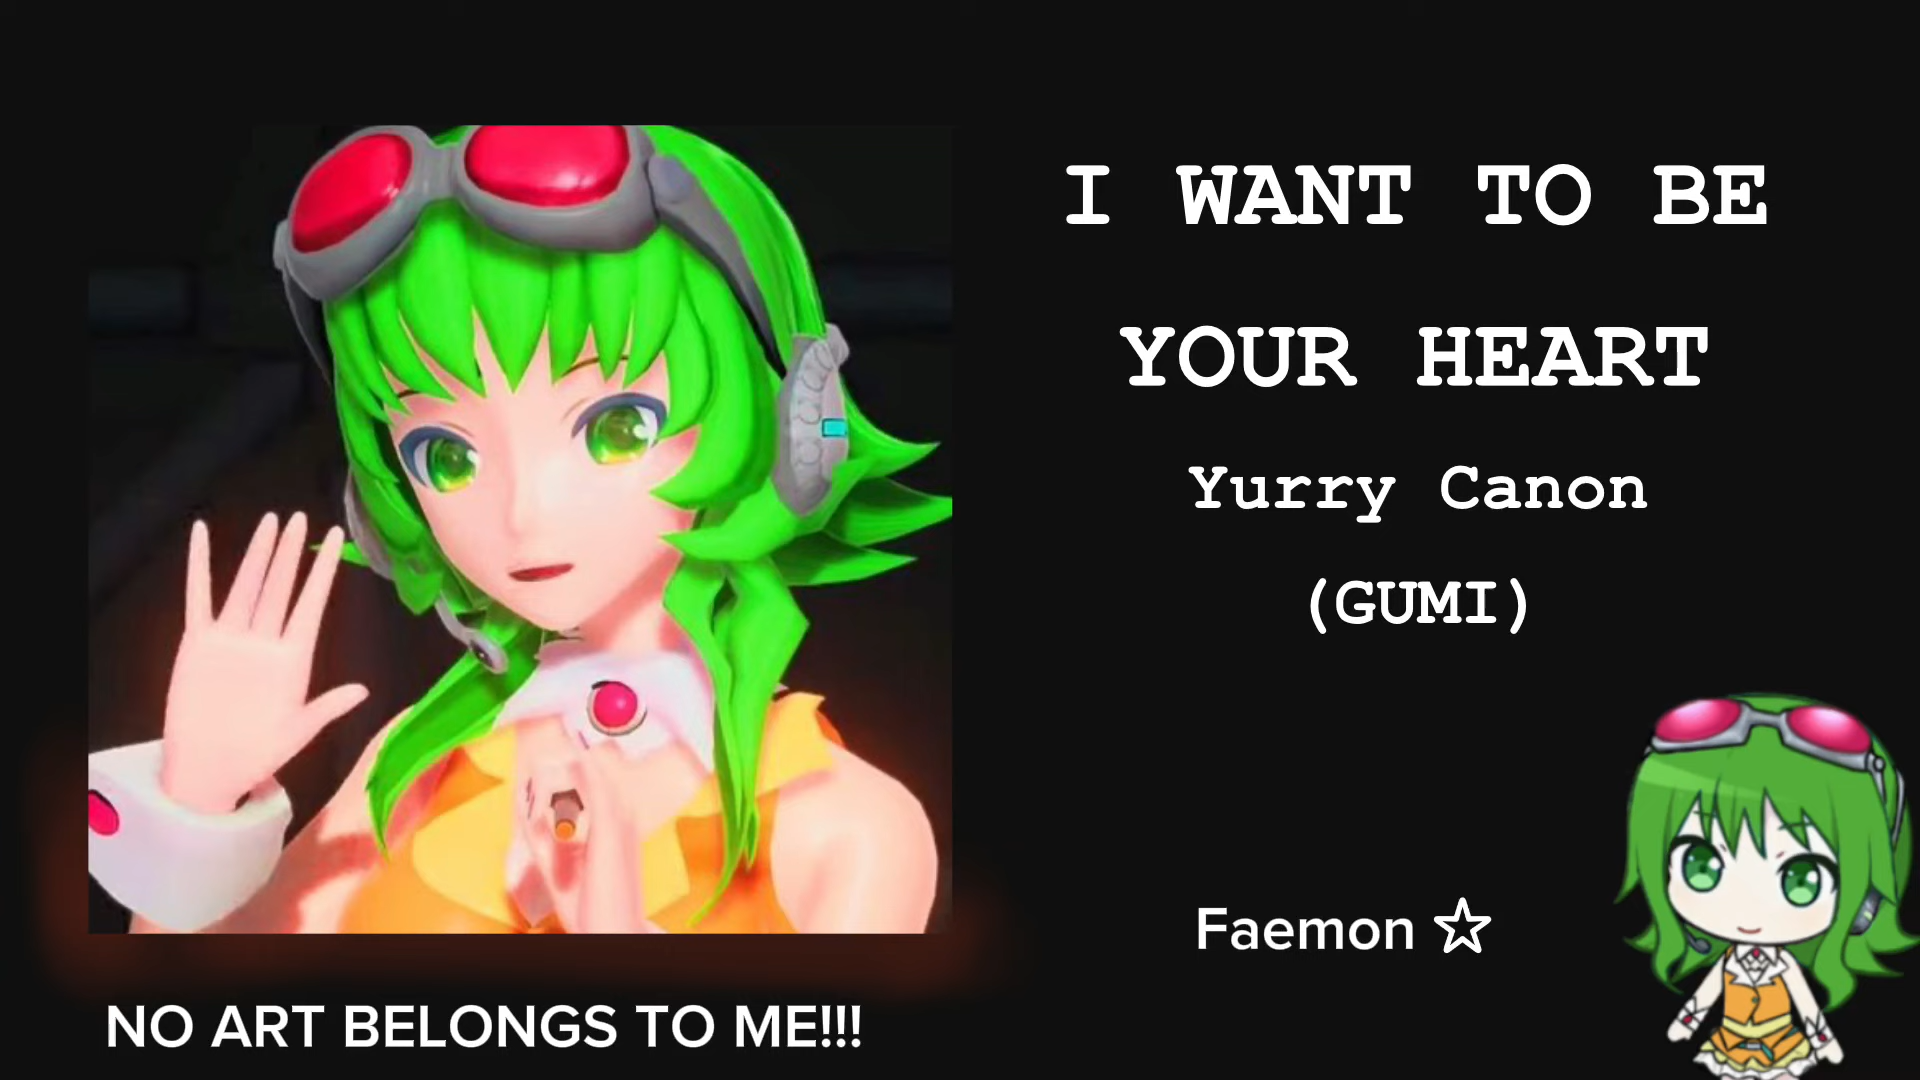 I WANT TO BE
YOUR HEART
Yurry Canon
(GUMI)
Faemon ☆
NO ART BELONGS TO ME!!!